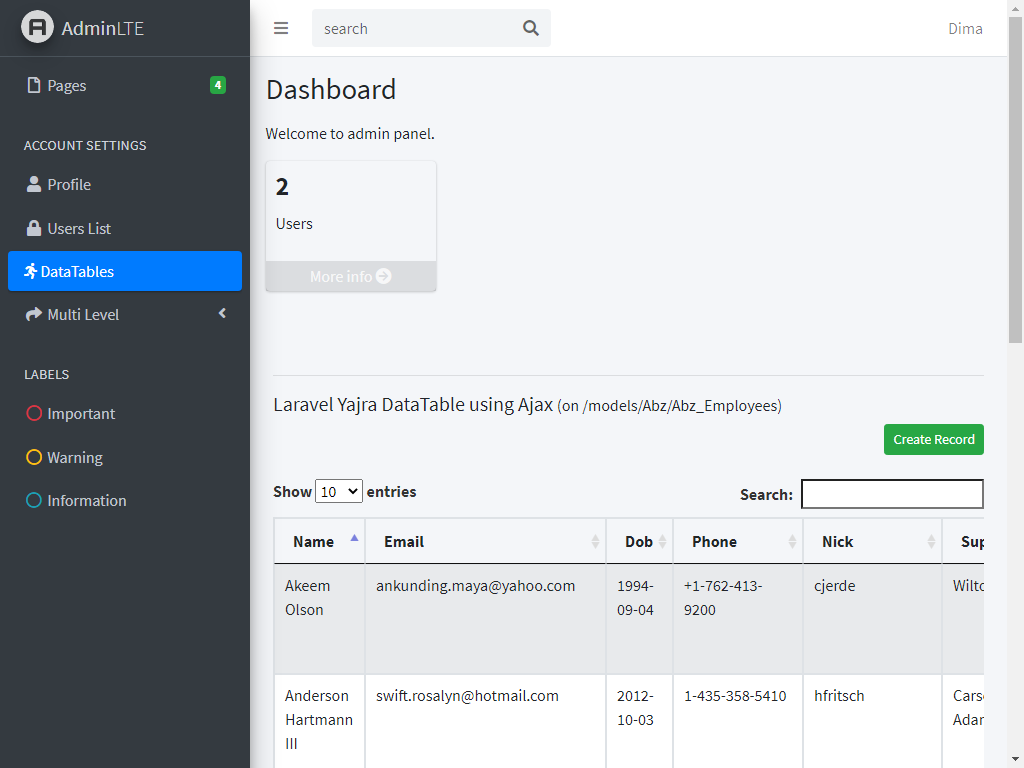 AdminLTE
search
Dima
Pages
4
ACCOUNT SETTINGS
Profile
Users List
DataTables
Multi Level
LABELS
Important
Warning
Information
Dashboard
Welcome to admin panel.
2
Users
More info
Laravel Yajra DataTable using Ajax (on /models/Abz/Abz_Employees)
Create Record
Show 10 entries
Search:
Name Email Dob Phone Nick Sup
Akeem ankunding.maya@yahoo.com 1994- +1-762-413- cjerde Wilto
Olson 09-04 9200
Anderson swift.rosalyn@hotmail.com 2012- 1-435-358-5410 hfritsch Carso
Hartmann 10-03 Adan
III